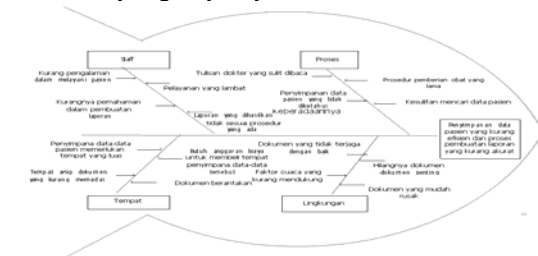 Staff
Kurang pengalaman
dalam melayani pasien
Pelayanan yang lambat
Kurangnya pemahaman
dalam pembuatan
laporan
Laporan yang dihasilkan
tidak sesuai prosedur
yang ada
Proses
Tulisan dokter yang sulit dibaca
Prosedur pemberian obat yang
lama
Penyimpanan data
pasien yang tidak
diketahui
keberadaannya
Kesulitan mencari data pasien
Penyimpanan data
pasien yang kurang
efisien dan proses
pembuatan laporan
yang kurang akurat
Penyimpana data-data
pasien memerlukan
tempat yang luas
Butuh anggaran biaya
untuk membeli tempat
penyimpana data-data
tersebut
Tempat arsip dokumen
yang kurang memadai
Dokumen berantakan
Tempat
Dokumen yang tidak terjaga
dengan baik
Hilangnya dokumen
dokumen penting
Faktor cuaca yang
kurang mendukung
Dokumen yang mudah
rusak
Lingkungan